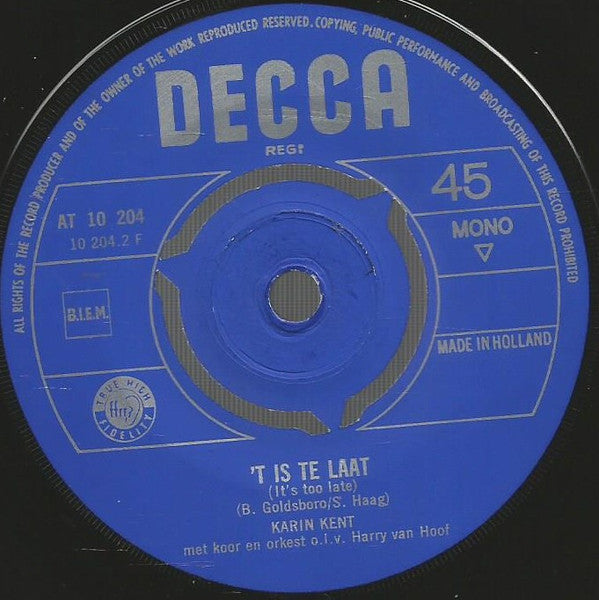 ALL RIGHTS OF THE RECORD PRODUCER AND OF THE OWNER OF THE WORK REPRODUCED RESERVED. COPYING, PUBLIC PERFORMANCE AND BROADCASTING OF THIS RECORD PROHIBITED
DECCA
REGD
AT 10 204
10 204.2 F
45
MONO
B.I.E.M.
MADE IN HOLLAND
TRUE HIGH
FIDELITY
'T IS TE LAAT
(It's too late)
(B. Goldsboro/S. Haag)
KARIN KENT
met koor en orkest o.l.v. Harry van Hoof